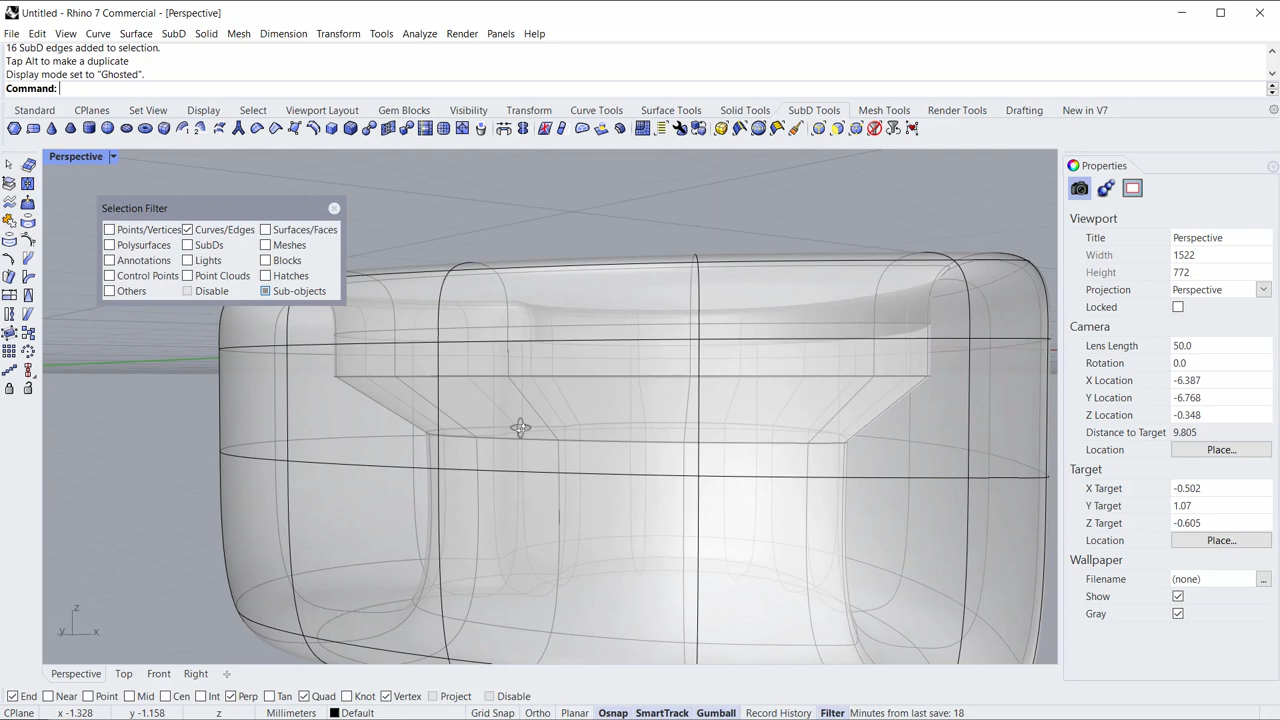 Untitled - Rhino 7 Commercial - [Perspective]
File Edit View Curve Surface SubD Solid Mesh Dimension Transform Tools Analyze Render Panels Help
16 SubD edges added to selection.
Tap Alt to make a duplicate
Display mode set to "Ghosted".
Command:
Standard CPlanes Set View Display Select Viewport Layout Gem Blocks Visibility Transform Curve Tools Surface Tools Solid Tools SubD Tools Mesh Tools Render Tools Drafting New in V7
Perspective
Selection Filter
Points/Vertices Curves/Edges Surfaces/Faces
Polysurfaces SubDs Meshes
Annotations Lights Blocks
Control Points Point Clouds Hatches
Others Disable Sub-objects
z
y x
Properties
Viewport
Title Perspective
Width 1522
Height 772
Projection Perspective
Locked
Camera
Lens Length 50.0
Rotation 0.0
X Location -6.387
Y Location -6.768
Z Location -0.348
Distance to Target 9.805
Location Place...
Target
X Target -0.502
Y Target 1.07
Z Target -0.605
Location Place...
Wallpaper
Filename (none) ...
Show
Gray
Perspective Top Front Right
End Near Point Mid Cen Int Perp Tan Quad Knot Vertex Project Disable
CPlane x -1.328 y -1.158 z Millimeters Default Grid Snap Ortho Planar Osnap SmartTrack Gumball Record History Filter Minutes from last save: 18